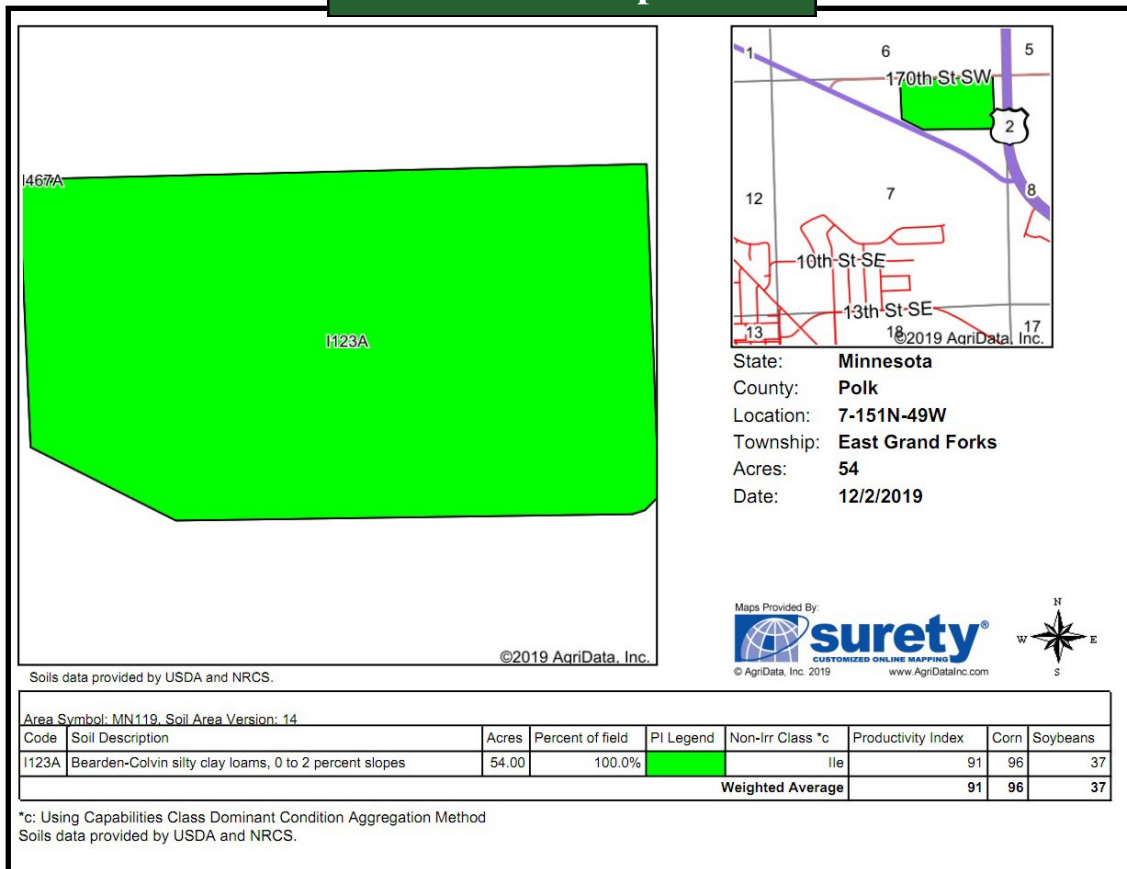 I467A
I123A
©2019 AgriData, Inc.
Soils data provided by USDA and NRCS.
1
6
5
170th St SW
2
12
7
8
10th St SE
13th St SE
13
18
17
©2019 AgriData, Inc.
State: Minnesota
County: Polk
Location: 7-151N-49W
Township: East Grand Forks
Acres: 54
Date: 12/2/2019
Maps Provided By:
surety®
CUSTOMIZED ONLINE MAPPING
© AgriData, Inc. 2019 www.AgriDataInc.com
N
W E
S
Area Symbol: MN119, Soil Area Version: 14
Code Soil Description Acres Percent of field PI Legend Non-Irr Class *c Productivity Index Corn Soybeans
I123A Bearden-Colvin silty clay loams, 0 to 2 percent slopes 54.00 100.0% IIe 91 96 37
Weighted Average 91 96 37
*c: Using Capabilities Class Dominant Condition Aggregation Method
Soils data provided by USDA and NRCS.